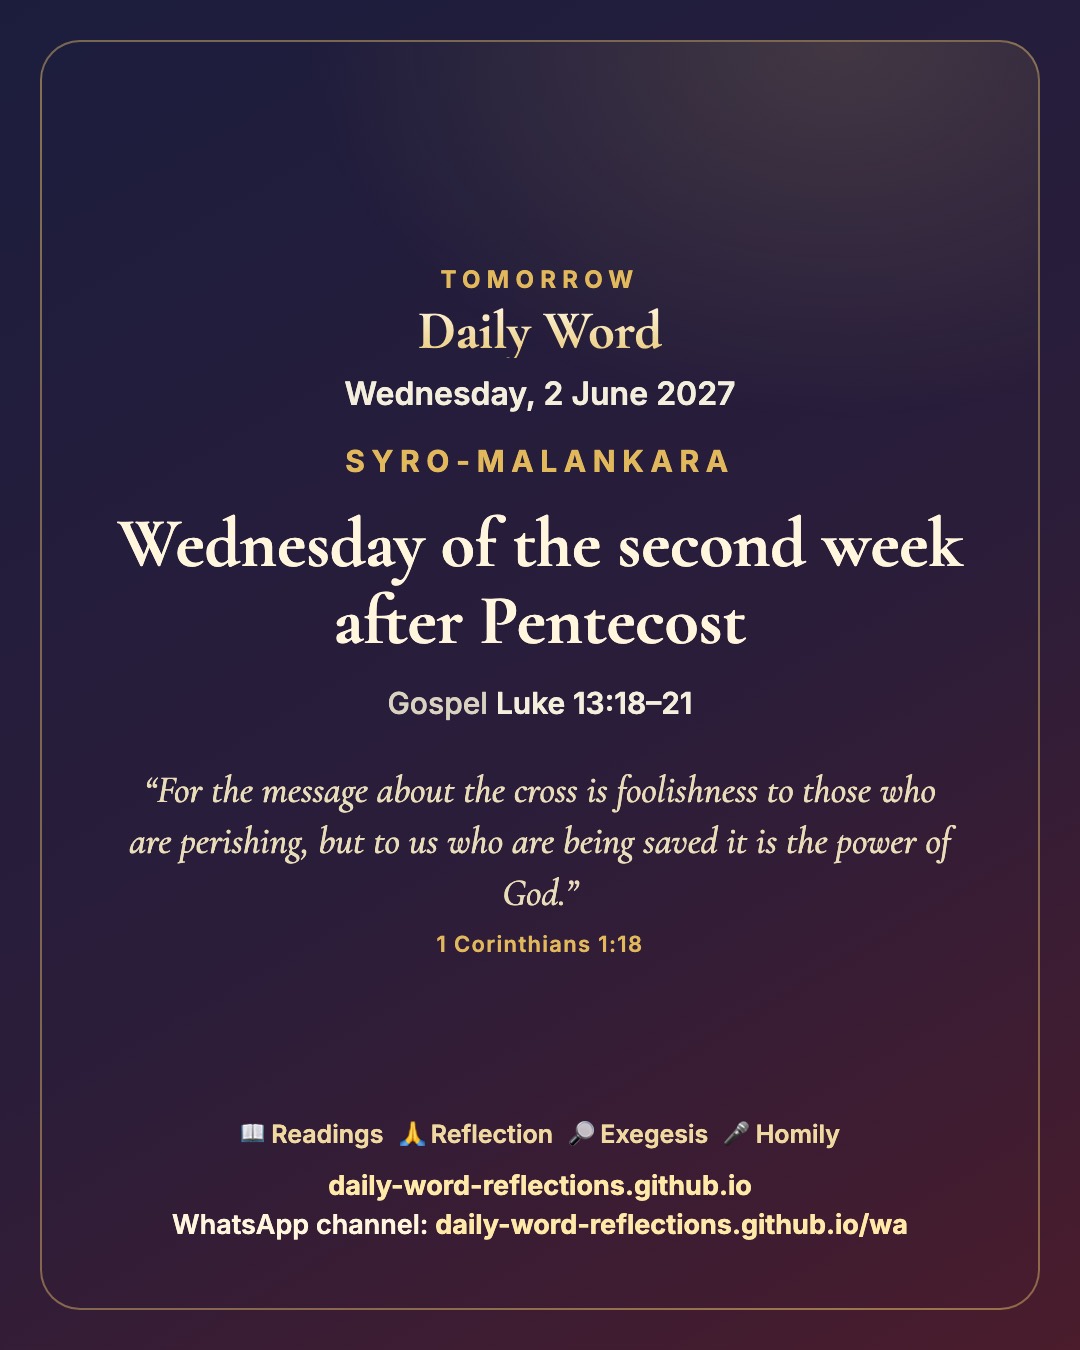 TOMORROW
Daily Word
Wednesday, 2 June 2027
SYRO-MALANKARA
Wednesday of the second week
after Pentecost
Gospel Luke 13:18–21
“For the message about the cross is foolishness to those who
are perishing, but to us who are being saved it is the power of
God.”
1 Corinthians 1:18
📖 Readings 🙏 Reflection 🔎 Exegesis 🎤 Homily
daily-word-reflections.github.io
WhatsApp channel: daily-word-reflections.github.io/wa